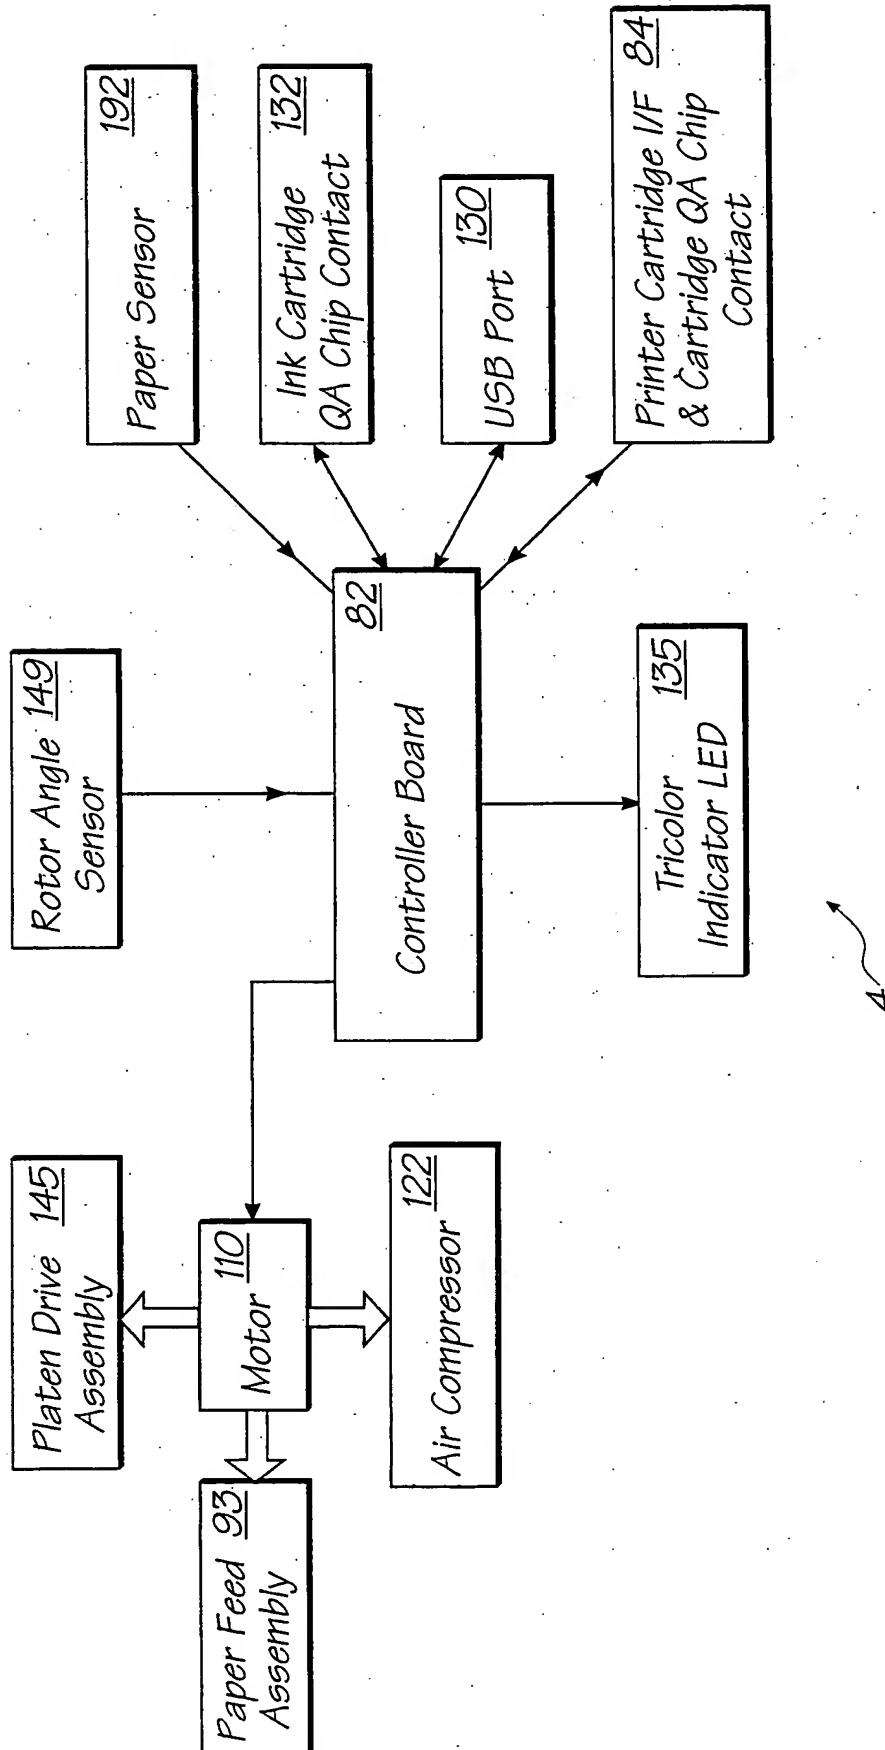 Platen Drive 145
Assembly
Rotor Angle 149
Sensor
Paper Sensor 192
Paper Feed 93
Assembly
Motor 110
Ink Cartridge 132
QA Chip Contact
Controller Board 82
Air Compressor 122
USB Port 130
Tricolor 135
Indicator LED
Printer Cartridge I/F 84
& Cartridge QA Chip
Contact
4